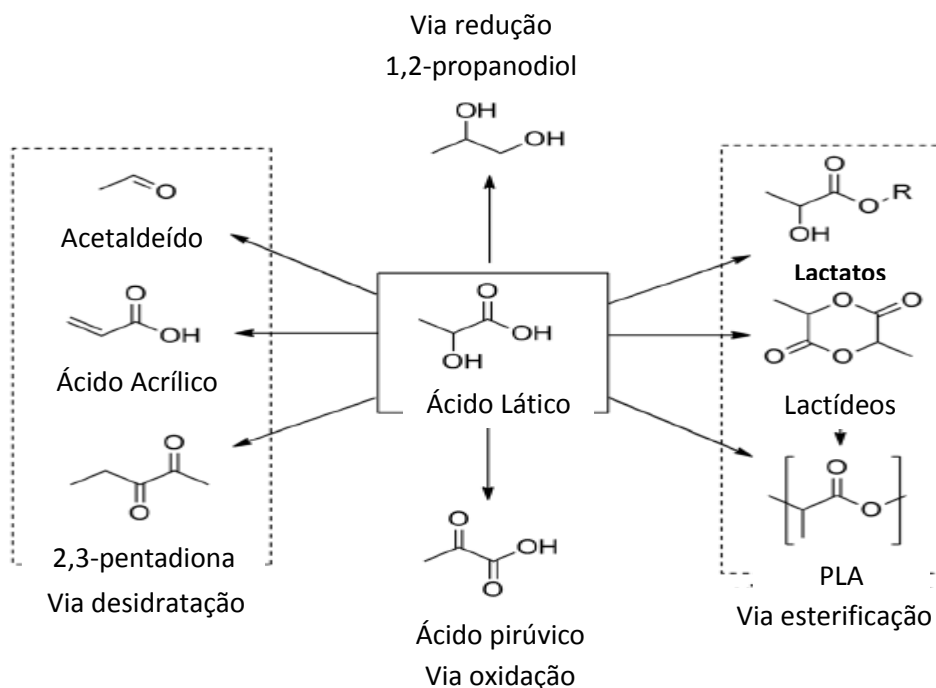 Via redução
1,2-propanodiol
OH
OH
O
Acetaldeído
O
OH
Ácido Acrílico
O
O
2,3-pentadiona
Via desidratação
O
OH
OH
Ácido Lático
O
OH
O
Ácido pirúvico
Via oxidação
O
O
R
OH
Lactatos
O
O
O
O
Lactídeos
O
O
PLA
Via esterificação